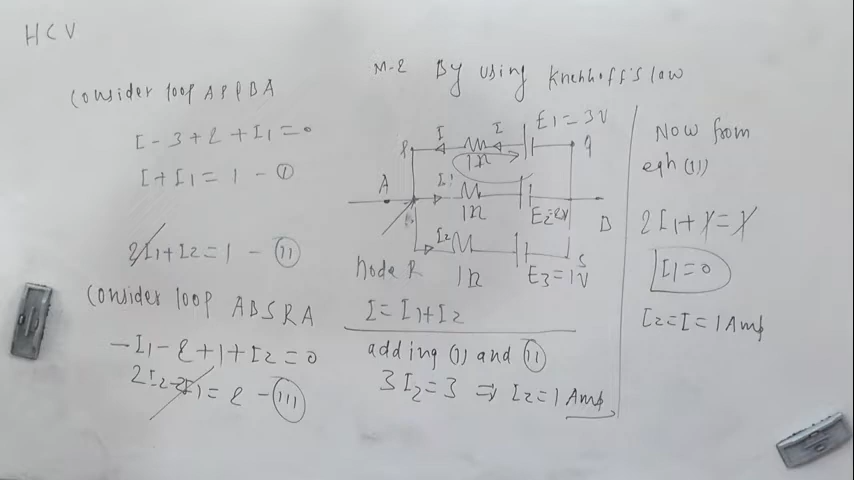 HCV
M-2 By using Kirchhoff's law
Consider loop APQBA
I - 3 + 2 + I1 = 0
I + I1 = 1 - (I)
2I1 + I2 = 1 - (II)
Consider loop ABSRA
-I1 - 2 + 1 + I2 = 0
2I2 - 2I1 = 2 - (III)
E1 = 3V
P
I
I
1Ω
q
A
I1
1Ω
E2=2V
B
I2
1Ω
E3 = 1V
S
Node R
I = I1 + I2
adding (I) and (II)
3I2 = 3 ⇒ I2 = 1 Amp
Now from
eqn (II)
2I1 + 1 = 1
I1 = 0
I2 = I = 1 Amp